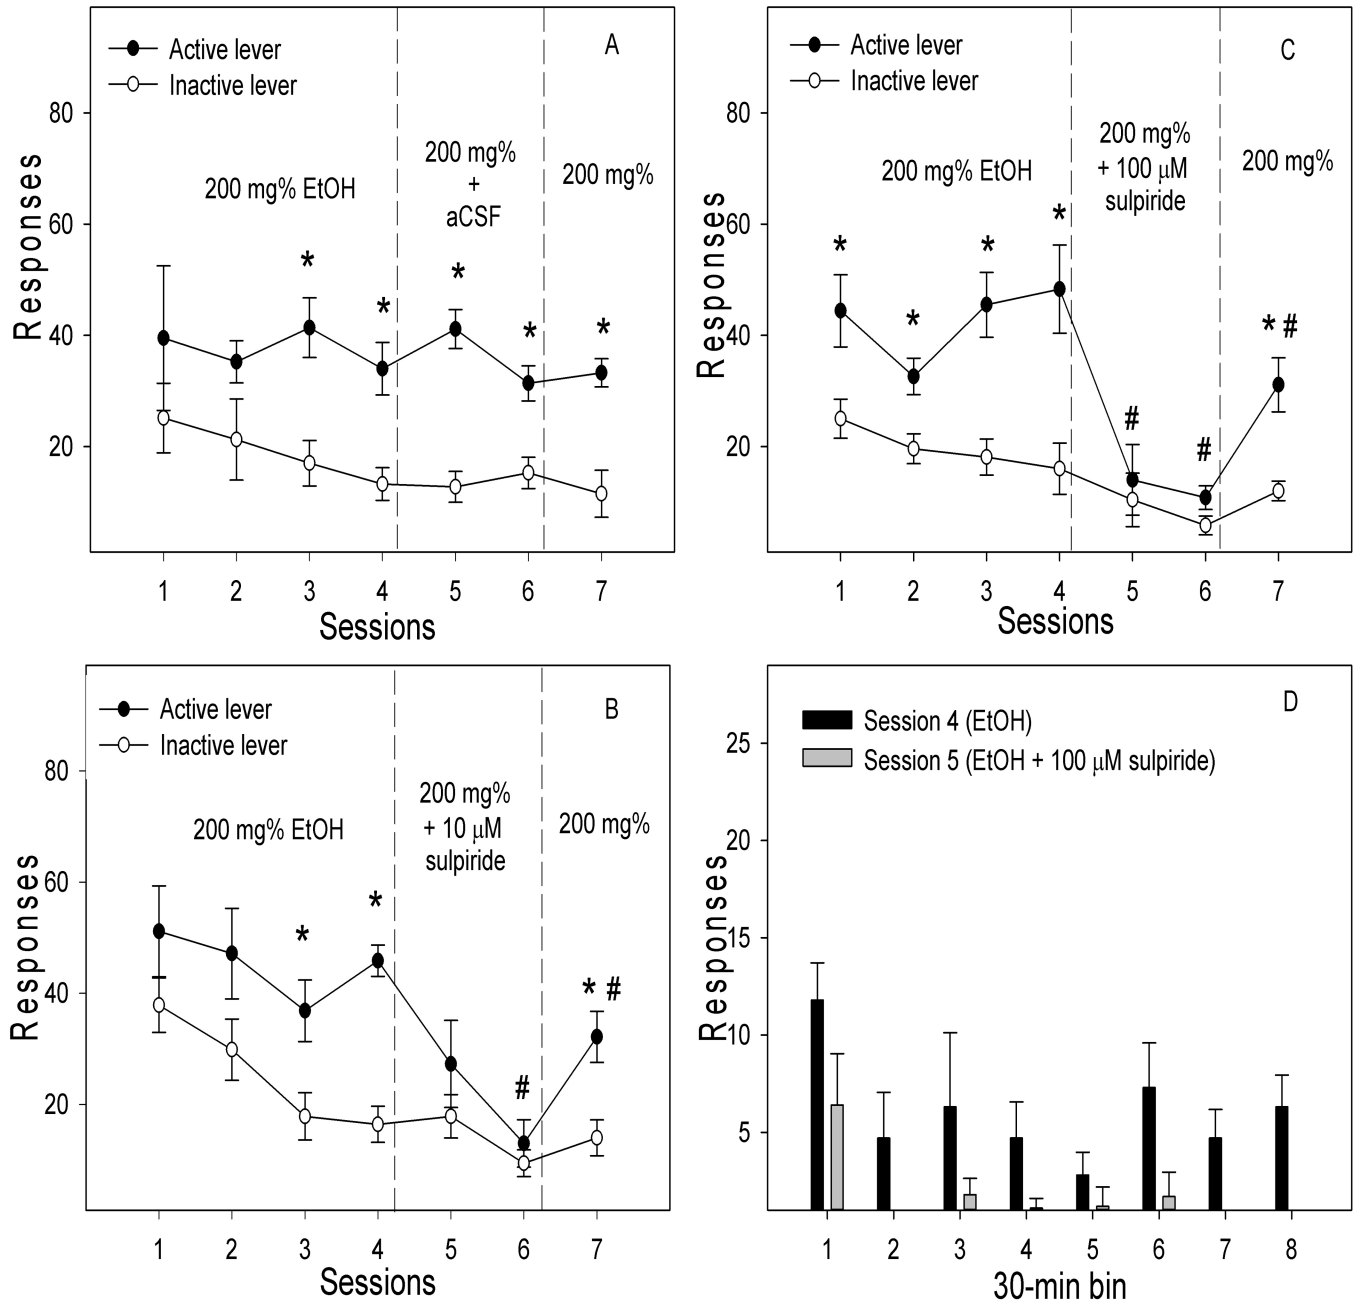 A
Active lever
Inactive lever
200 mg% EtOH
200 mg%
+
aCSF
200 mg%
Responses
80
60
40
20
1 2 3 4 5 6 7
Sessions
C
Active lever
Inactive lever
200 mg% EtOH
200 mg%
+ 100 μM
sulpiride
200 mg%
Responses
80
60
40
20
* * * * # # * #
1 2 3 4 5 6 7
Sessions
B
Active lever
Inactive lever
200 mg% EtOH
200 mg%
+ 10 μM
sulpiride
200 mg%
Responses
80
60
40
20
* * # * #
1 2 3 4 5 6 7
Sessions
D
Session 4 (EtOH)
Session 5 (EtOH + 100 μM sulpiride)
Responses
25
20
15
10
5
1 2 3 4 5 6 7 8
30-min bin